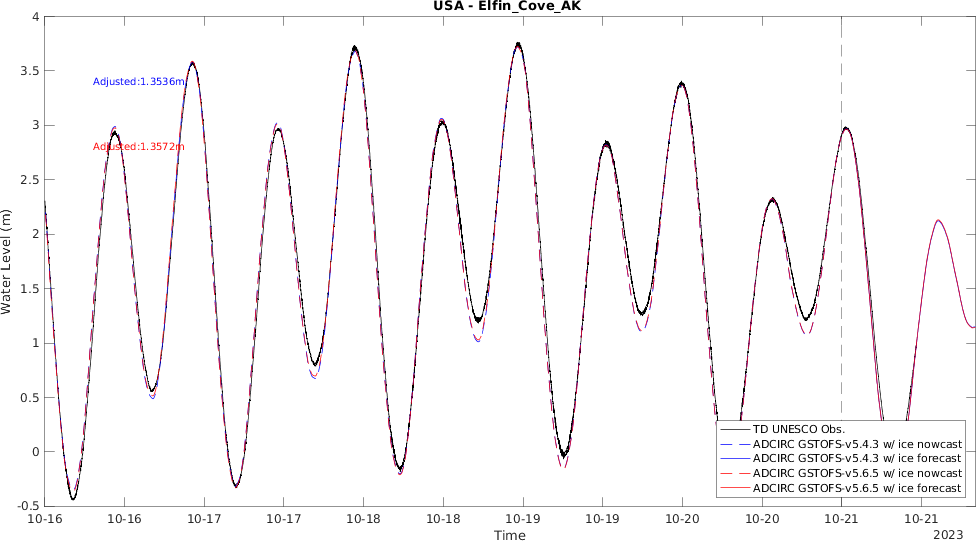 USA - Elfin_Cove_AK
4
3.5
3
2.5
2
1.5
1
0.5
0
-0.5
Water Level (m)
Adjusted:1.3536m
Adjusted:1.3572m
TD UNESCO Obs.
ADCIRC GSTOFS-v5.4.3 w/ ice nowcast
ADCIRC GSTOFS-v5.4.3 w/ ice forecast
ADCIRC GSTOFS-v5.6.5 w/ ice nowcast
ADCIRC GSTOFS-v5.6.5 w/ ice forecast
10-16 10-16 10-17 10-17 10-18 10-18 10-19 10-19 10-20 10-20 10-21 10-21
Time
2023